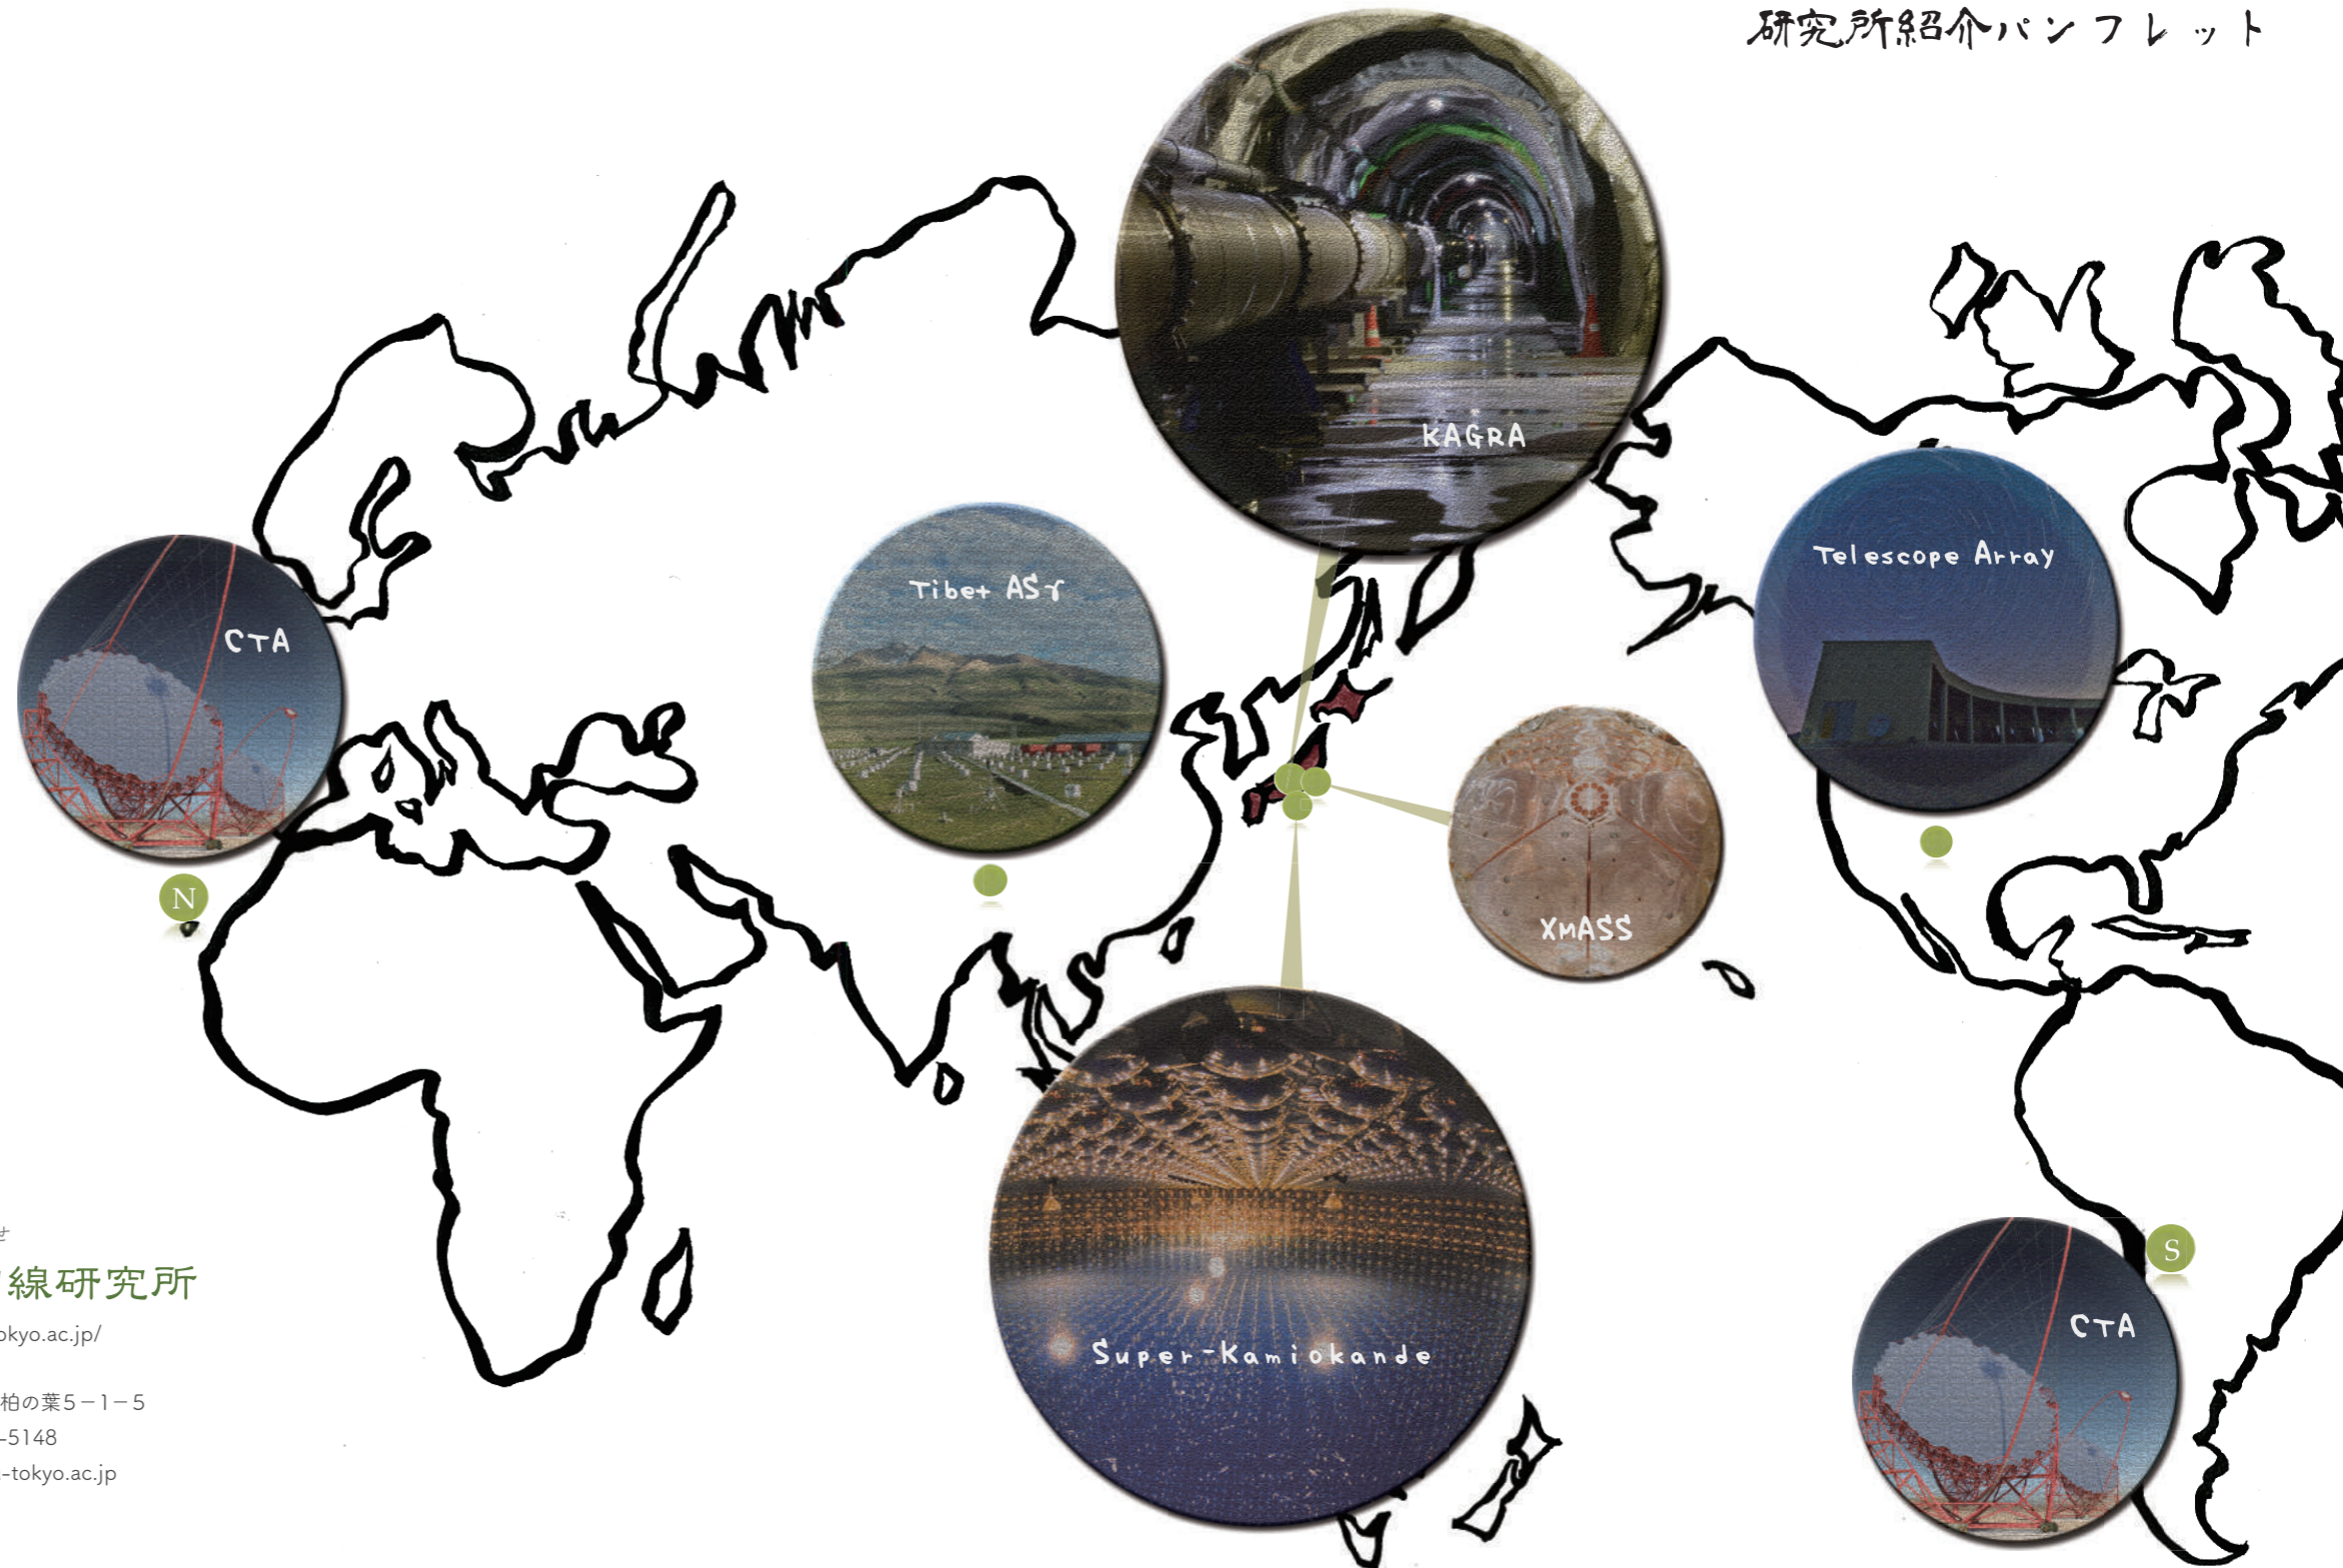 研究所紹介パンフレット
KAGRA
Telescope Array
Tibet ASγ
CTA
N
XMASS
Super-Kamiokande
S
CTA
せ
線研究所
okyo.ac.jp/
柏の葉5−1−5
-5148
-tokyo.ac.jp